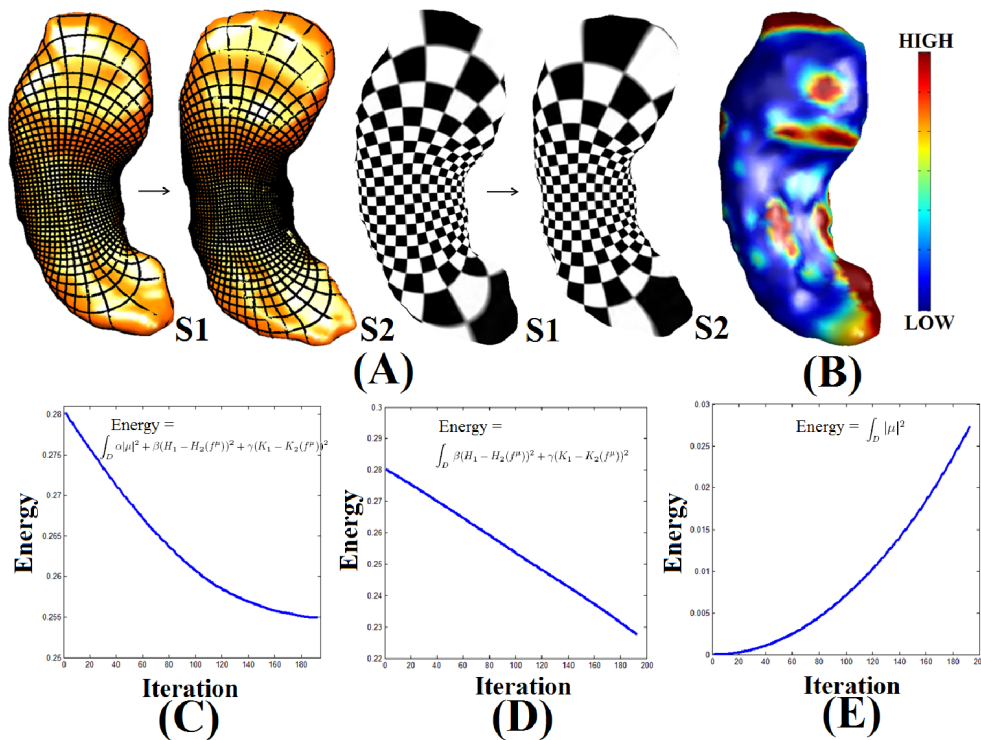 HIGH
LOW
S1
S2
S1
S2
(A)
(B)
0.28
0.275
0.27
0.265
0.26
0.255
0.25
0 20 40 60 80 100 120 140 160 180
Energy =
∫_D α|μ|² + β(H₁ − H₂(f^μ))² + γ(K₁ − K₂(f^μ))²
Energy
Iteration
(C)
0.3
0.29
0.28
0.27
0.26
0.25
0.24
0.23
0.22
0 20 40 60 80 100 120 140 160 180 200
Energy =
∫_D β(H₁ − H₂(f^μ))² + γ(K₁ − K₂(f^μ))²
Energy
Iteration
(D)
0.03
0.025
0.02
0.015
0.01
0.005
0
0 20 40 60 80 100 120 140 160 180
Energy = ∫_D |μ|²
Energy
Iteration
(E)